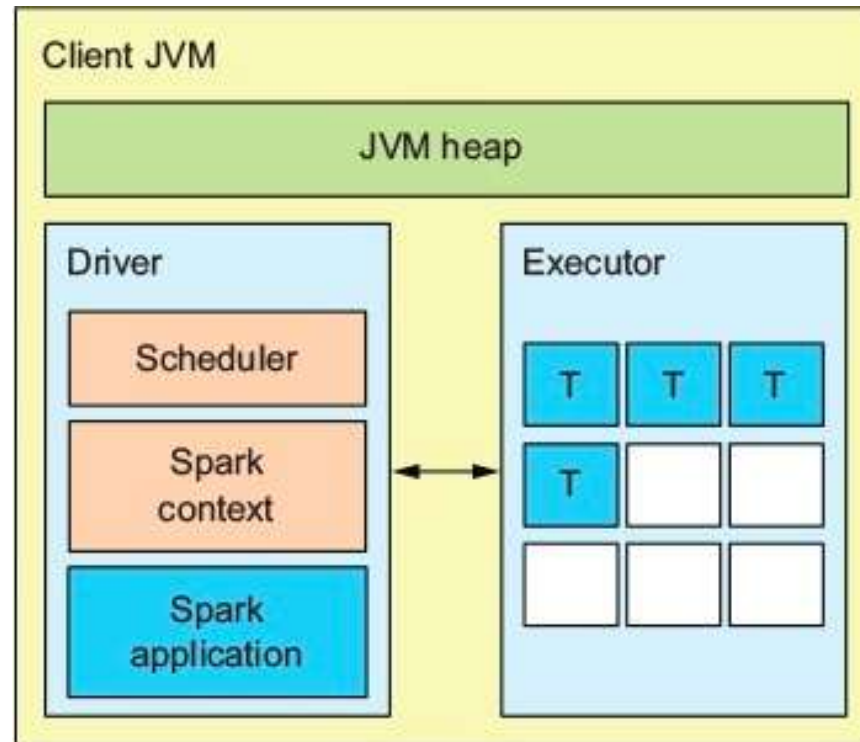 Client JVM
JVM heap
Driver
Scheduler
Spark
context
Spark
application
Executor
T T T
T